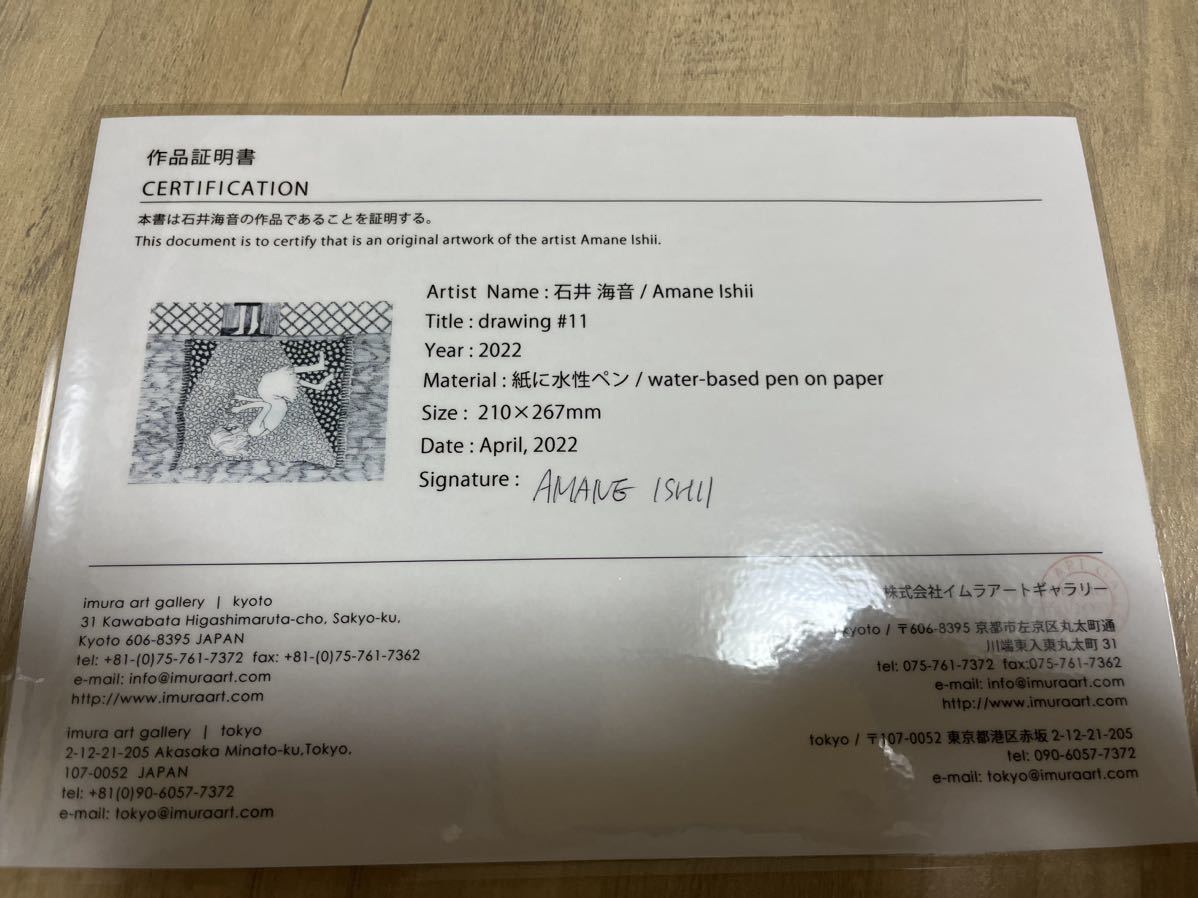 作品証明書
CERTIFICATION
本書は石井海音の作品であることを証明する。
This document is to certify that is an original artwork of the artist Amane Ishii.
Artist Name : 石井 海音 / Amane Ishii
Title : drawing #11
Year : 2022
Material : 紙に水性ペン / water-based pen on paper
Size : 210×267mm
Date : April, 2022
Signature : AMANE ISHII
imura art gallery | kyoto
31 Kawabata Higashimaruta-cho, Sakyo-ku,
Kyoto 606-8395 JAPAN
tel: +81-(0)75-761-7372 fax: +81-(0)75-761-7362
e-mail: info@imuraart.com
http://www.imuraart.com
imura art gallery | tokyo
2-12-21-205 Akasaka Minato-ku,Tokyo,
107-0052 JAPAN
tel: +81(0)90-6057-7372
e-mail: tokyo@imuraart.com
株式会社イムラアートギャラリー
kyoto / 〒606-8395 京都市左京区丸太町通
川端東入東丸太町 31
tel: 075-761-7372 fax:075-761-7362
e-mail: info@imuraart.com
http://www.imuraart.com
tokyo / 〒107-0052 東京都港区赤坂 2-12-21-205
tel: 090-6057-7372
e-mail: tokyo@imuraart.com